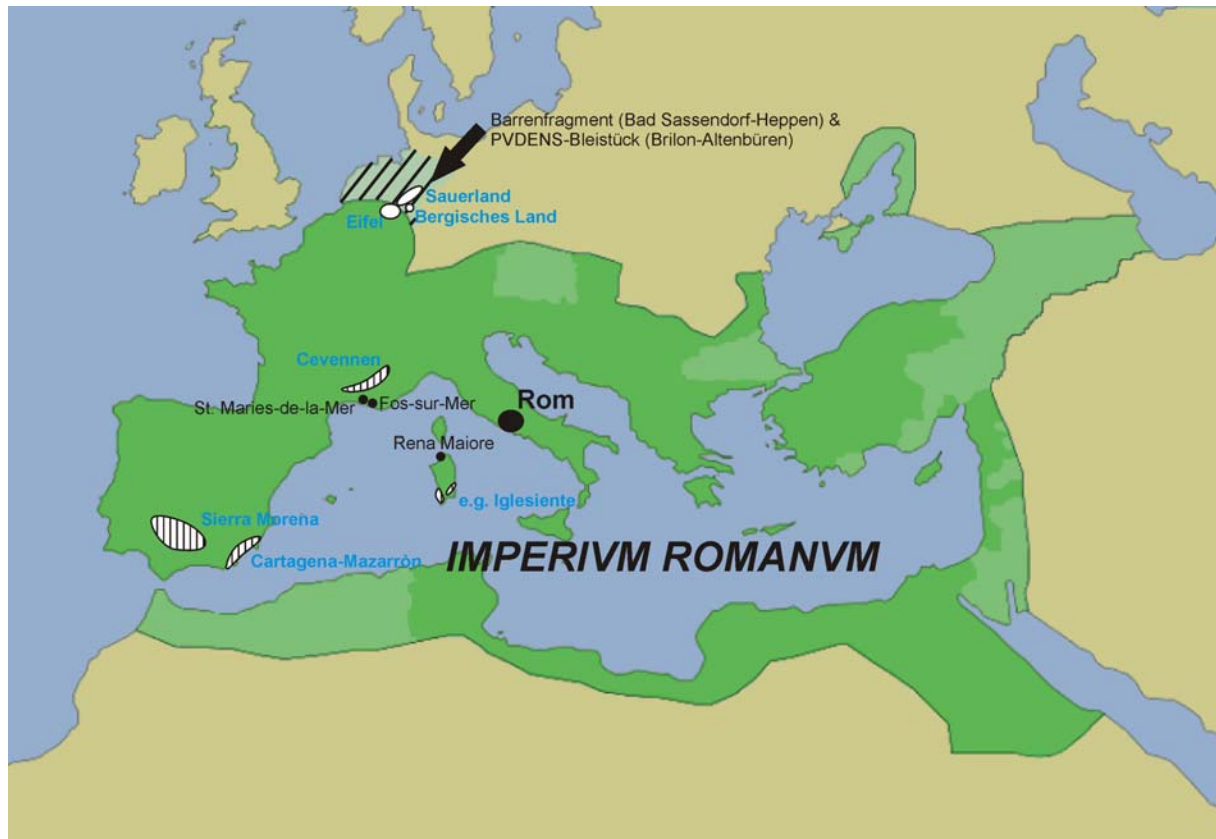 Barrenfragment (Bad Sassendorf-Heppen) &
PVDENS-Bleistück (Brilon-Altenbüren)
Sauerland
Eifel
Bergisches Land
Cevennen
St. Maries-de-la-Mer
Fos-sur-Mer
Rom
Rena Maiore
e.g. Iglesiente
Sierra Morena
Cartagena-Mazarròn
IMPERIVM ROMANVM